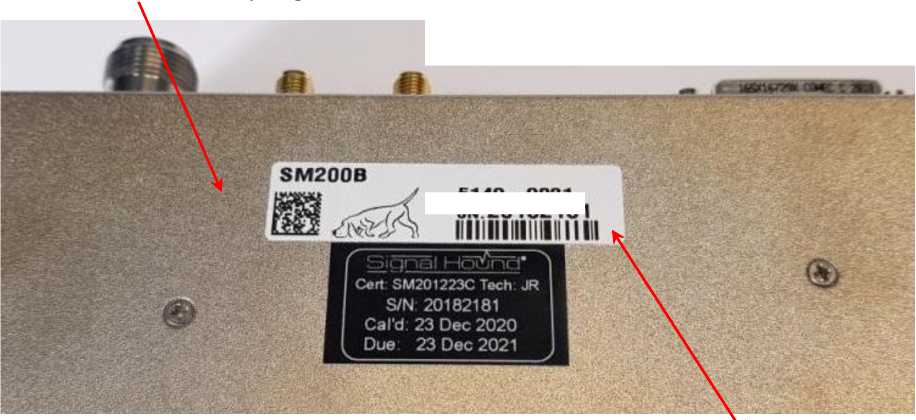 SM200B
Signal Hound
Cert: SM201223C Tech: JR
S/N: 20182181
Cal'd: 23 Dec 2020
Due: 23 Dec 2021